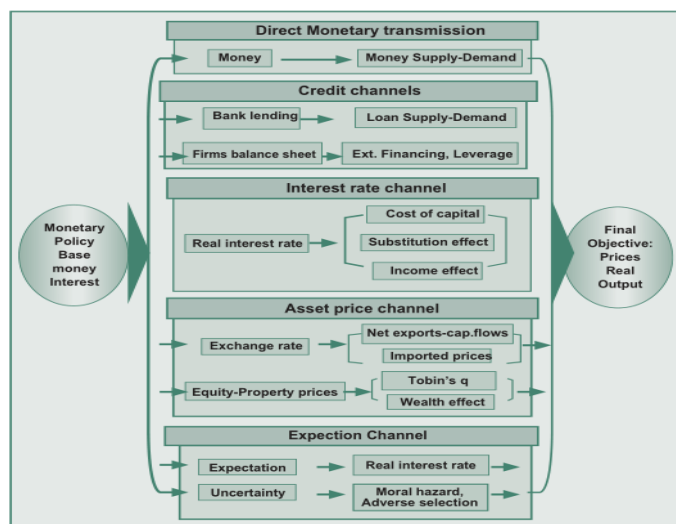 Direct Monetary transmission
Money
Money Supply-Demand
Credit channels
Bank lending
Loan Supply-Demand
Firms balance sheet
Ext. Financing, Leverage
Interest rate channel
Real interest rate
Cost of capital
Substitution effect
Income effect
Monetary
Policy
Base
money
Interest
Final
Objective:
Prices
Real
Output
Asset price channel
Exchange rate
Net exports-cap.flows
Imported prices
Equity-Property prices
Tobin's q
Wealth effect
Expection Channel
Expectation
Real interest rate
Uncertainty
Moral hazard,
Adverse selection